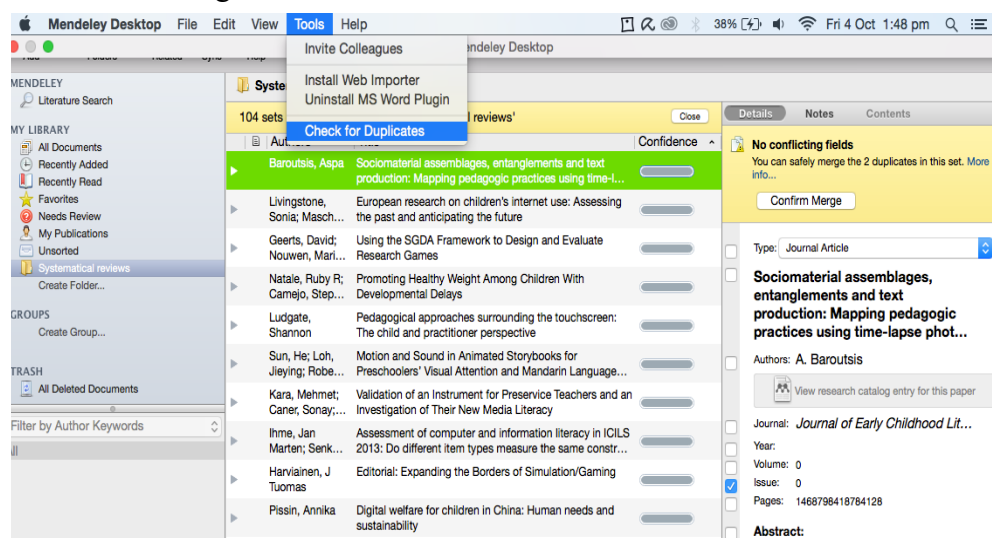 Mendeley Desktop File Edit View Tools Help 38% Fri 4 Oct 1:48 pm
Invite Colleagues
Install Web Importer
Uninstall MS Word Plugin
Check for Duplicates
ndeley Desktop
Folders Related Sync Help
MENDELEY
Literature Search
MY LIBRARY
All Documents
Recently Added
Recently Read
Favorites
Needs Review
My Publications
Unsorted
Systematical reviews
Create Folder...
GROUPS
Create Group...
TRASH
All Deleted Documents
Filter by Author Keywords
All
Syste
104 sets l reviews' Close
Confidence
Baroutsis, Aspa Sociomaterial assemblages, entanglements and text
production: Mapping pedagogic practices using time-l...
Livingstone, European research on children's internet use: Assessing
Sonia; Masch... the past and anticipating the future
Geerts, David; Using the SGDA Framework to Design and Evaluate
Nouwen, Mari... Research Games
Natale, Ruby R; Promoting Healthy Weight Among Children With
Camejo, Step... Developmental Delays
Ludgate, Pedagogical approaches surrounding the touchscreen:
Shannon The child and practitioner perspective
Sun, He; Loh, Motion and Sound in Animated Storybooks for
Jieying; Robe... Preschoolers' Visual Attention and Mandarin Language...
Kara, Mehmet; Validation of an Instrument for Preservice Teachers and an
Caner, Sonay;... Investigation of Their New Media Literacy
Ihme, Jan Assessment of computer and information literacy in ICILS
Marten; Senk... 2013: Do different item types measure the same constr...
Harviainen, J Editorial: Expanding the Borders of Simulation/Gaming
Tuomas
Pissin, Annika Digital welfare for children in China: Human needs and
sustainability
Details Notes Contents
No conflicting fields
You can safely merge the 2 duplicates in this set. More
info...
Confirm Merge
Type: Journal Article
Sociomaterial assemblages,
entanglements and text
production: Mapping pedagogic
practices using time-lapse phot...
Authors: A. Baroutsis
View research catalog entry for this paper
Journal: Journal of Early Childhood Lit...
Year:
Volume: 0
Issue: 0
Pages: 1468798418784128
Abstract: